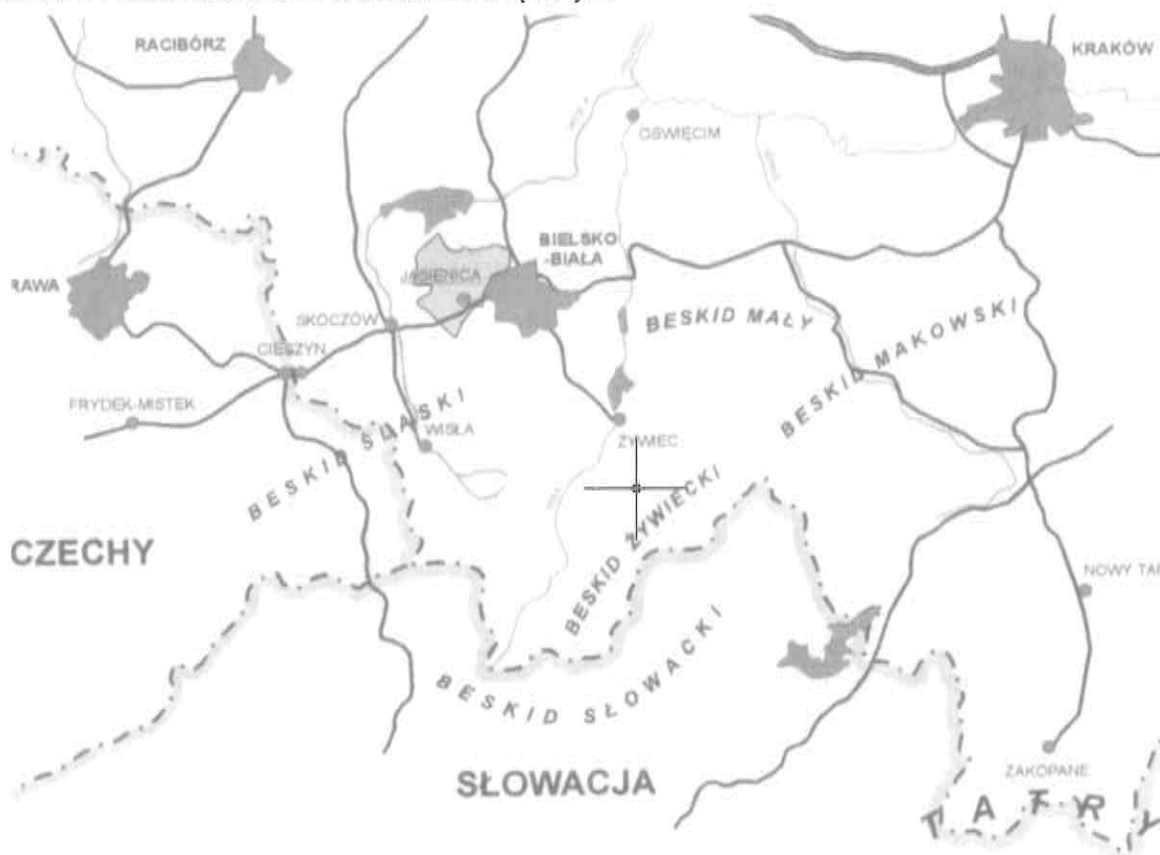 RACIBÓRZ
KRAKÓW
OŚWIĘCIM
BIELSKO
-BIAŁA
JASIENICA
RAWA
SKOCZÓW
BESKID MAŁY
BESKID MAKOWSKI
CIESZYN
FRYDEK-MISTEK
BESKID ŚLĄSKI
WISŁA
ŻYWIEC
BESKID ŻYWIECKI
CZECHY
NOWY TAR
BESKID SŁOWACKI
SŁOWACJA
ZAKOPANE
TATRY